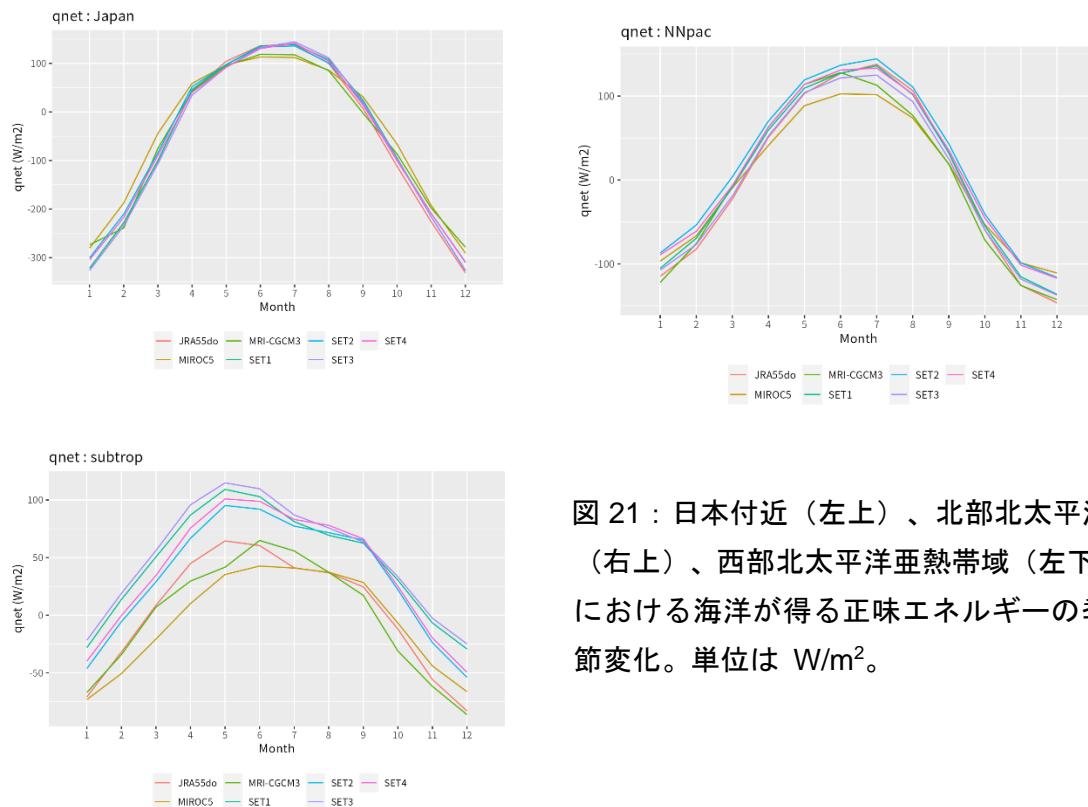 qnet : Japan
qnet (W/m2)
100
0
-100
-200
-300
1 2 3 4 5 6 7 8 9 10 11 12
Month
JRA55do MRI-CGCM3 SET2 SET4
MIROC5 SET1 SET3
qnet : NNpac
qnet (W/m2)
100
0
-100
1 2 3 4 5 6 7 8 9 10 11 12
Month
JRA55do MRI-CGCM3 SET2 SET4
MIROC5 SET1 SET3
qnet : subtrop
qnet (W/m2)
100
50
0
-50
1 2 3 4 5 6 7 8 9 10 11 12
Month
JRA55do MRI-CGCM3 SET2 SET4
MIROC5 SET1 SET3
図 21：日本付近（左上）、北部北太平
（右上）、西部北太平洋亜熱帯域（左下
における海洋が得る正味エネルギーの
節変化。単位は W/m²。